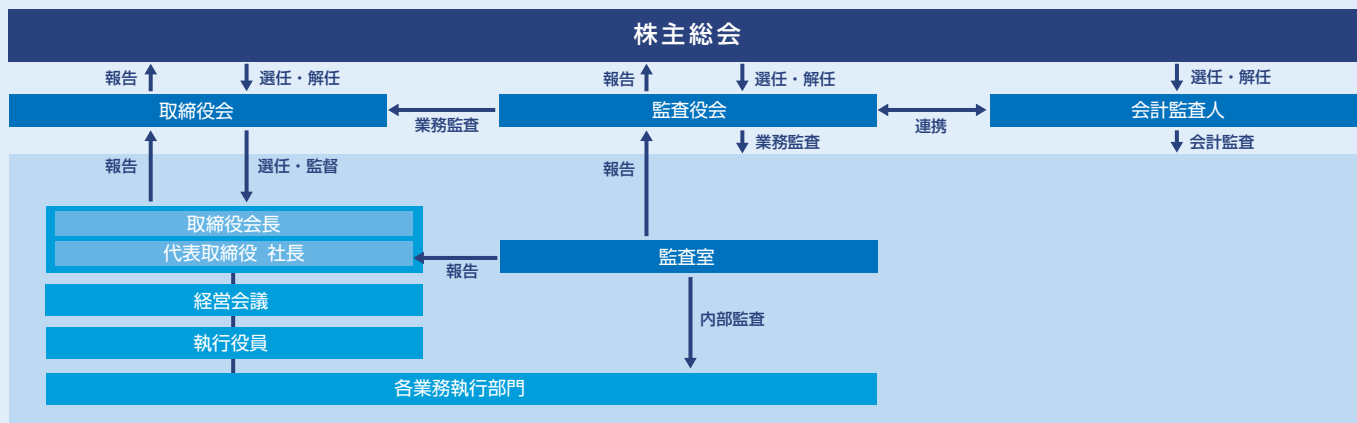 株主総会
報告
選任・解任
報告
選任・解任
選任・解任
取締役会
業務監査
監査役会
連携
会計監査人
報告
選任・監督
報告
業務監査
会計監査
取締役会長
代表取締役 社長
報告
監査室
経営会議
内部監査
執行役員
各業務執行部門